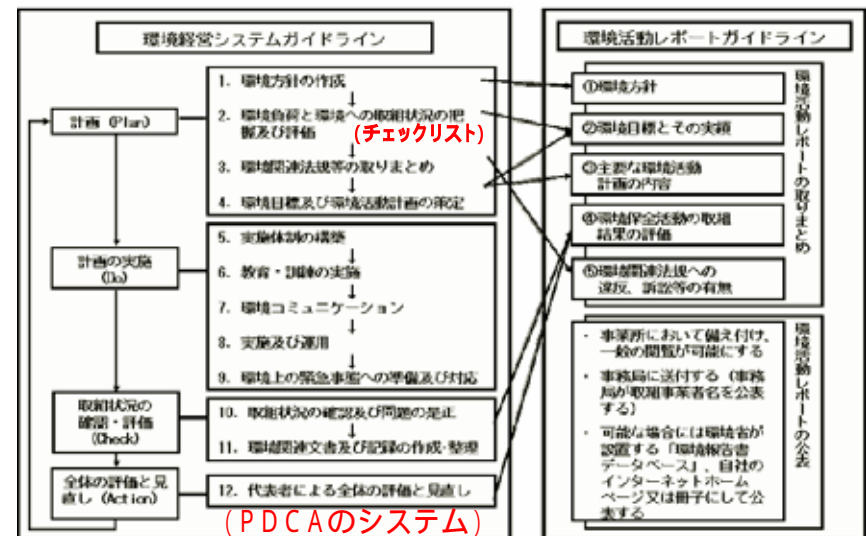 環境経営システムガイドライン
計画 (Plan)
1. 環境方針の作成
↓
2. 環境負荷と環境への取組状況の把
握及び評価
(チェックリスト)
↓
3. 環境関連法規等の取りまとめ
↓
4. 環境目標及び環境活動計画の策定
計画の実施
(Do)
5. 実施体制の構築
↓
6. 教育・訓練の実施
↓
7. 環境コミュニケーション
↓
8. 実施及び運用
↓
9. 環境上の緊急事態への準備及び対応
取組状況の
確認・評価
(Check)
10. 取組状況の確認及び問題の是正
↓
11. 環境関連文書及び記録の作成・整理
全体の評価と見
直し (Action)
12. 代表者による全体の評価と見直し
(PDCAのシステム)
環境活動レポートガイドライン
①環境方針
②環境目標とその実績
③主要な環境活動
計画の内容
④環境保全活動の取組
結果の評価
⑤環境関連法規への
違反、訴訟等の有無
環境活動レポートの取りまとめ
・ 事業所において備え付け、
一般の閲覧が可能にする
・ 事務局に送付する(事務
局が取組事業者名を公表
する)
・ 可能な場合には環境省が
設置する「環境報告書
データベース」、自社の
インターネットホーム
ページ又は冊子にして公
表する
環境活動レポートの公表